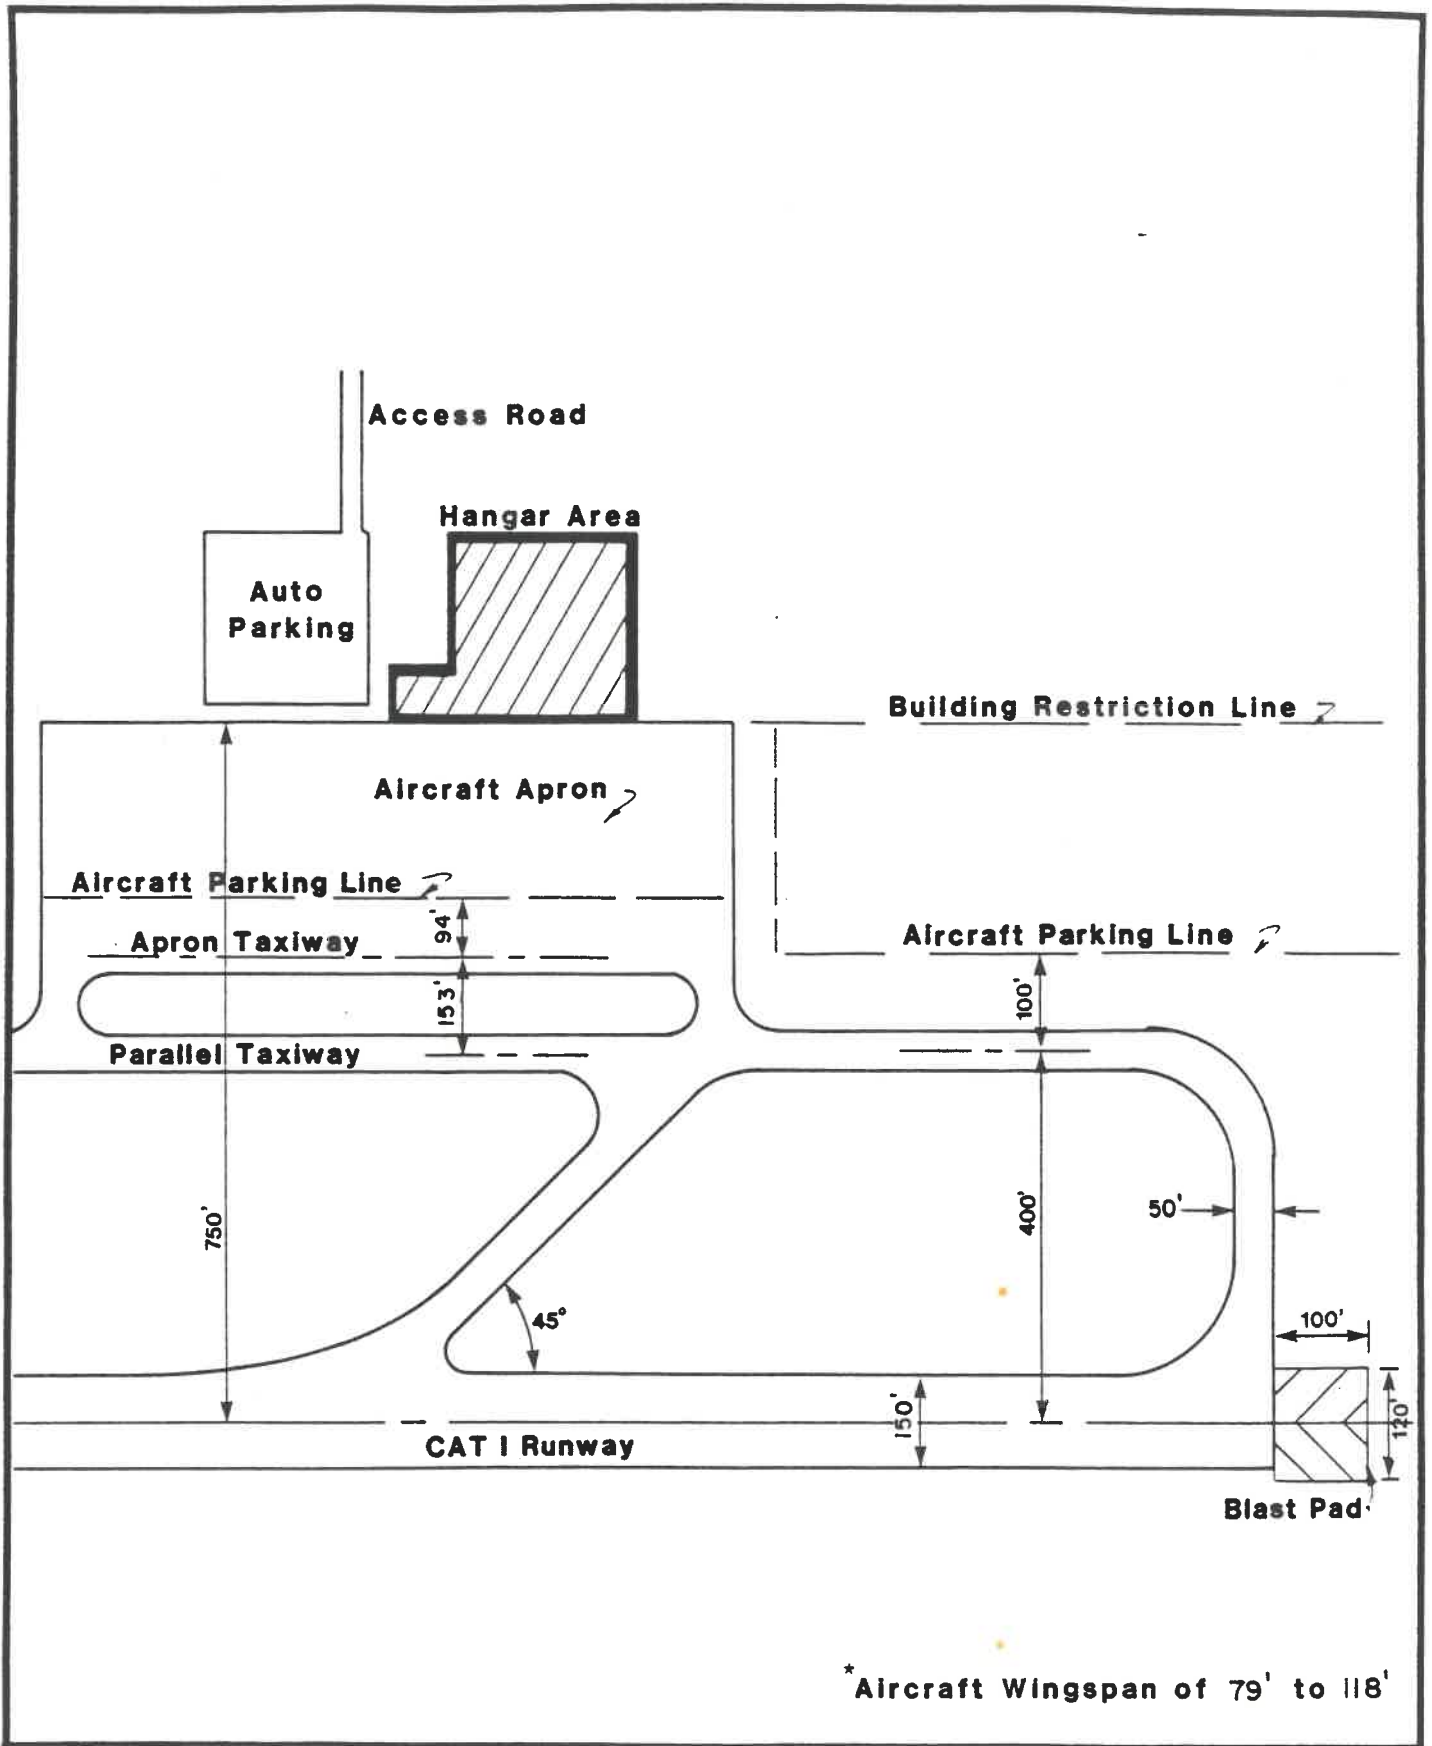 Access Road
Hangar Area
Auto
Parking
Building Restriction Line
Aircraft Apron
Aircraft Parking Line
94'
Apron Taxiway
Aircraft Parking Line
153'
100'
Parallel Taxiway
750'
400'
50'
45°
100'
150'
120'
CAT I Runway
Blast Pad
*Aircraft Wingspan of 79' to 118'